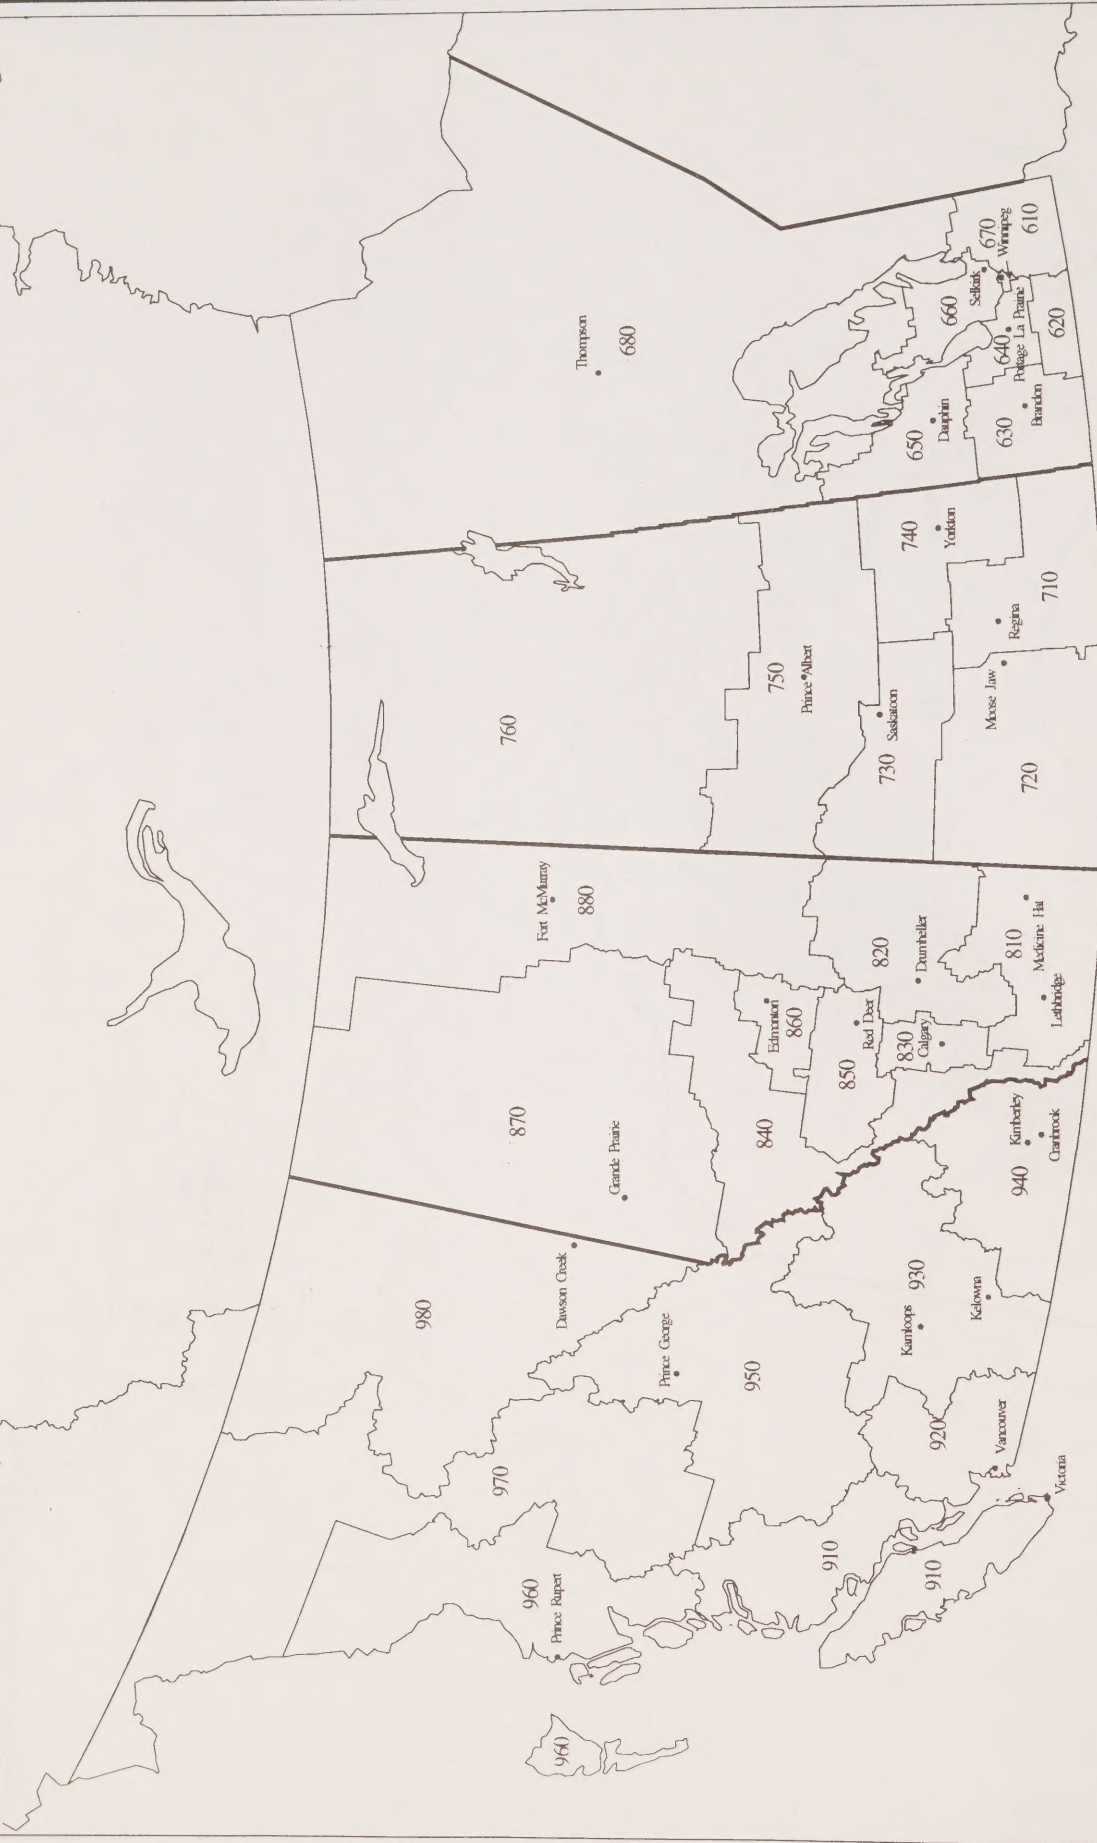 960
960
Prince Rupert
970
980
Dawson Creek
Prince George
950
910
910
Victoria
920
Vancouver
930
Kamloops
Kelowna
940
Kimberley
Cranbrook
870
Grande Prairie
880
Fort McMurray
840
Edmonton
860
850
Red Deer
830
Calgary
820
Drumheller
810
Medicine Hat
Lethbridge
760
750
Prince Albert
730
Saskatoon
740
Yorkton
720
Moose Jaw
Regina
710
680
Thompson
650
Dauphin
660
Selkirk
670
Winnipeg
610
640
Portage La Prairie
620
630
Brandon